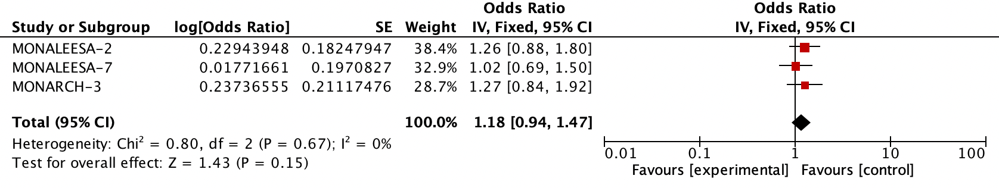 Odds Ratio Odds Ratio
Study or Subgroup log[Odds Ratio] SE Weight IV, Fixed, 95% CI IV, Fixed, 95% CI
MONALEESA-2 0.22943948 0.18247947 38.4% 1.26 [0.88, 1.80]
MONALEESA-7 0.01771661 0.1970827 32.9% 1.02 [0.69, 1.50]
MONARCH-3 0.23736555 0.21117476 28.7% 1.27 [0.84, 1.92]
Total (95% CI) 100.0% 1.18 [0.94, 1.47]
Heterogeneity: Chi² = 0.80, df = 2 (P = 0.67); I² = 0%
Test for overall effect: Z = 1.43 (P = 0.15)
0.01 0.1 1 10 100
Favours [experimental] Favours [control]